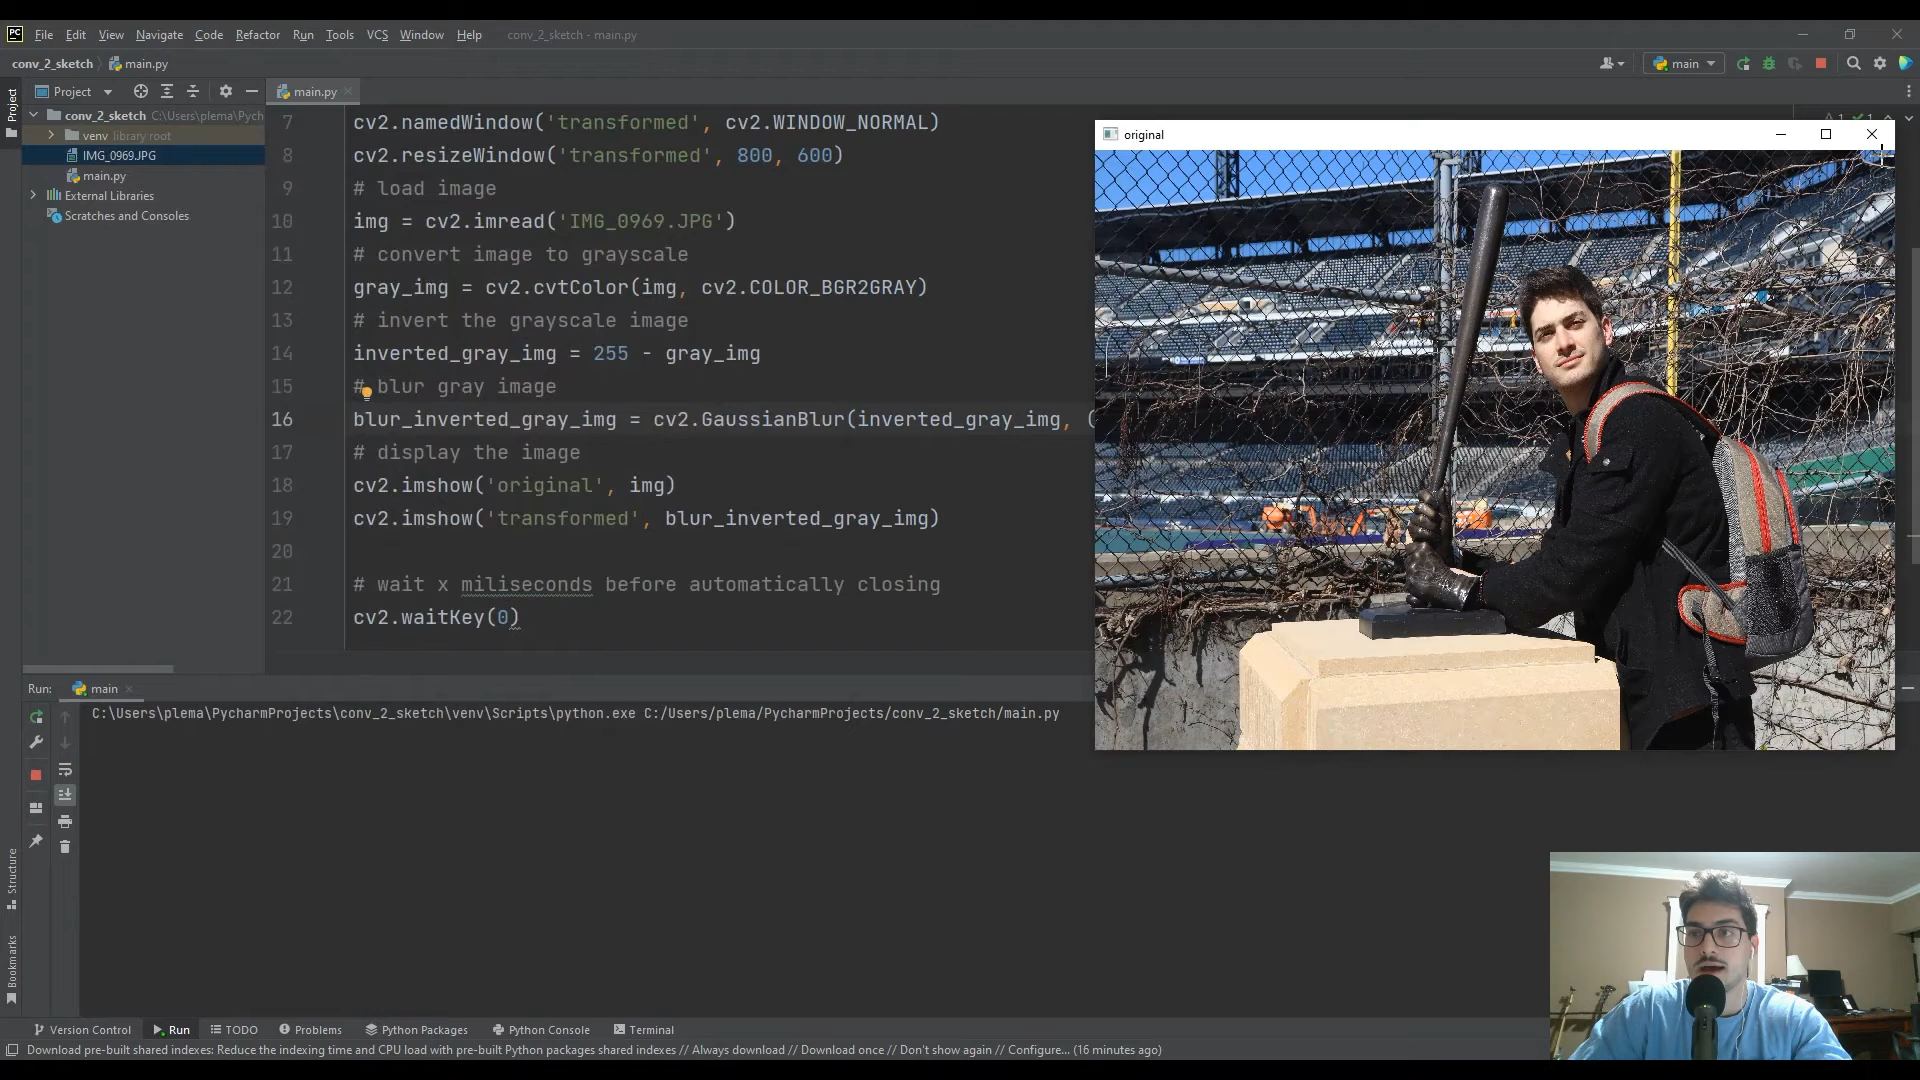 PC File Edit View Navigate Code Refactor Run Tools VCS Window Help conv_2_sketch - main.py
conv_2_sketch main.py
main
Project
Project
main.py
conv_2_sketch C:\Users\plema\Pych
venv library root
IMG_0969.JPG
main.py
External Libraries
Scratches and Consoles
7 cv2.namedWindow('transformed', cv2.WINDOW_NORMAL)
8 cv2.resizeWindow('transformed', 800, 600)
9 # load image
10 img = cv2.imread('IMG_0969.JPG')
11 # convert image to grayscale
12 gray_img = cv2.cvtColor(img, cv2.COLOR_BGR2GRAY)
13 # invert the grayscale image
14 inverted_gray_img = 255 - gray_img
15 # blur gray image
16 blur_inverted_gray_img = cv2.GaussianBlur(inverted_gray_img, (
17 # display the image
18 cv2.imshow('original', img)
19 cv2.imshow('transformed', blur_inverted_gray_img)
20
21 # wait x miliseconds before automatically closing
22 cv2.waitKey(0)
original
Run: main
C:\Users\plema\PycharmProjects\conv_2_sketch\venv\Scripts\python.exe C:/Users/plema/PycharmProjects/conv_2_sketch/main.py
Structure
Bookmarks
Version Control Run TODO Problems Python Packages Python Console Terminal
Download pre-built shared indexes: Reduce the indexing time and CPU load with pre-built Python packages shared indexes // Always download // Download once // Don't show again // Configure... (16 minutes ago)